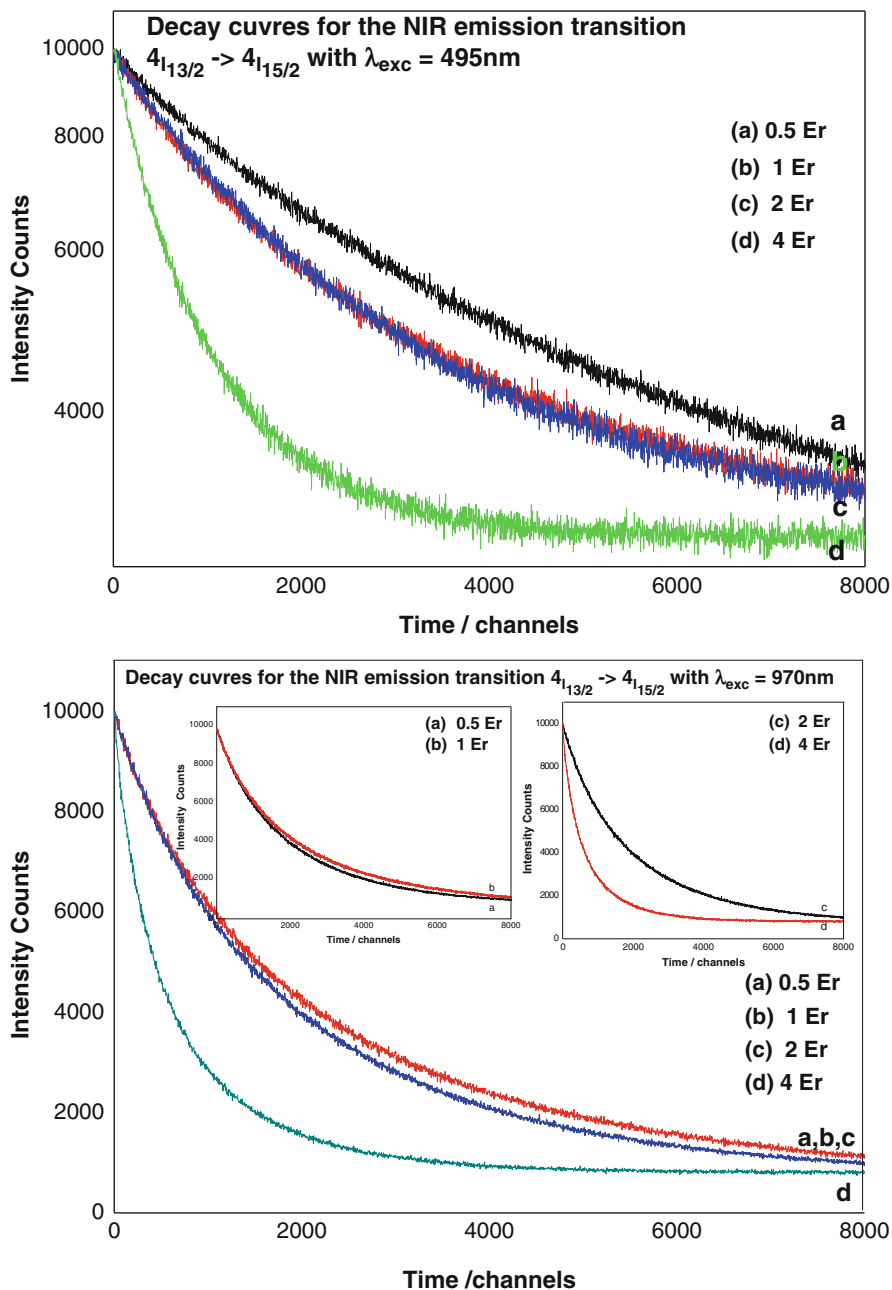 Decay cuvres for the NIR emission transition
4I13/2 -> 4I15/2 with λexc = 495nm
(a) 0.5 Er
(b) 1 Er
(c) 2 Er
(d) 4 Er
10000
8000
6000
4000
Intensity Counts
a
b
c
d
0
2000
4000
6000
8000
Time / channels
Decay cuvres for the NIR emission transition 4I13/2 -> 4I15/2 with λexc = 970nm
10000
8000
6000
4000
2000
0
Intensity Counts
(a) 0.5 Er
(b) 1 Er
10000
8000
6000
4000
2000
Intensity Counts
b
a
2000
4000
6000
8000
Time / channels
(c) 2 Er
(d) 4 Er
10000
8000
6000
4000
2000
0
Intensity Counts
c
d
0
2000
4000
6000
8000
Time / channels
(a) 0.5 Er
(b) 1 Er
(c) 2 Er
(d) 4 Er
a,b,c
d
0
2000
4000
6000
8000
Time /channels